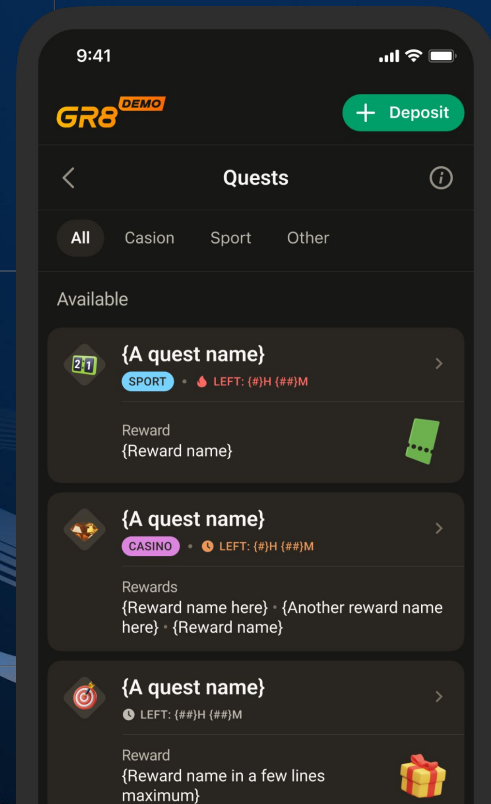 9:41
GR8 DEMO
+ Deposit
Quests
All Casion Sport Other
Available
2 1
{A quest name}
SPORT • LEFT: {#}H {##}M
Reward
{Reward name}
{A quest name}
CASINO • LEFT: {#}H {##}M
Rewards
{Reward name here} • {Another reward name
here} • {Reward name}
{A quest name}
LEFT: {##}H {##}M
Reward
{Reward name in a few lines
maximum}